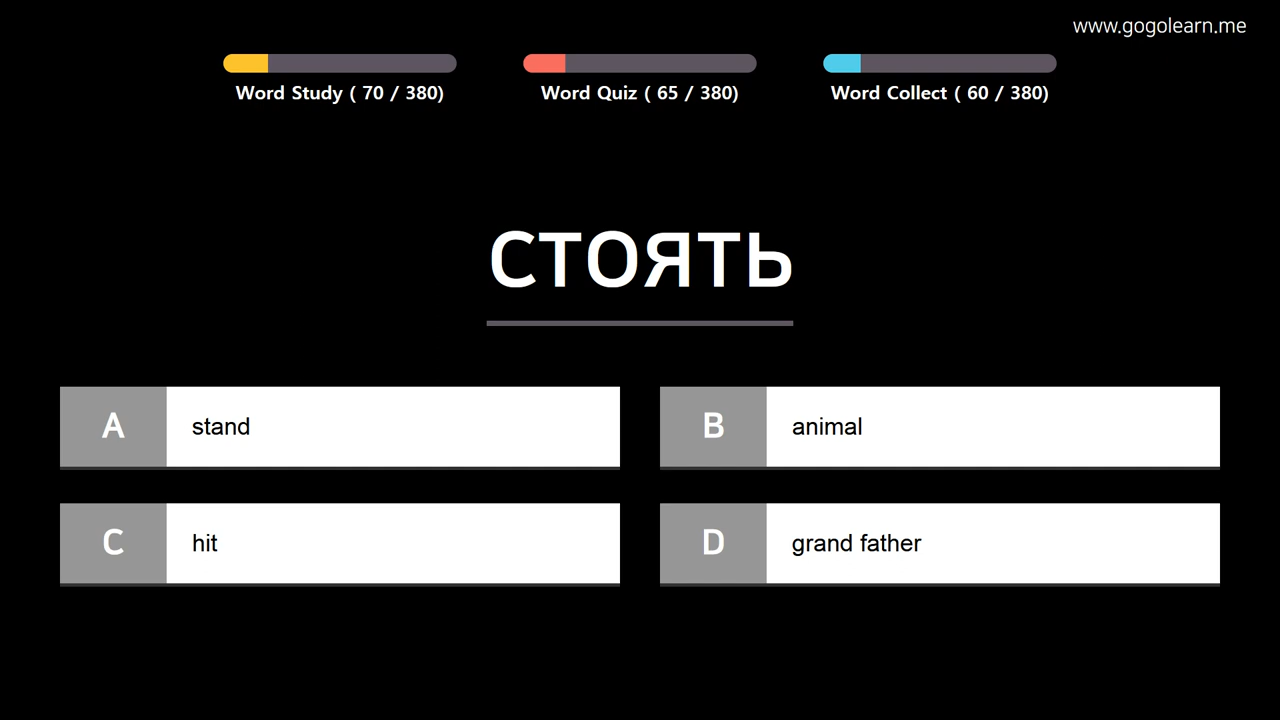 www.gogolearn.me
Word Study ( 70 / 380)
Word Quiz ( 65 / 380)
Word Collect ( 60 / 380)
СТОЯТЬ
A stand
B animal
C hit
D grand father